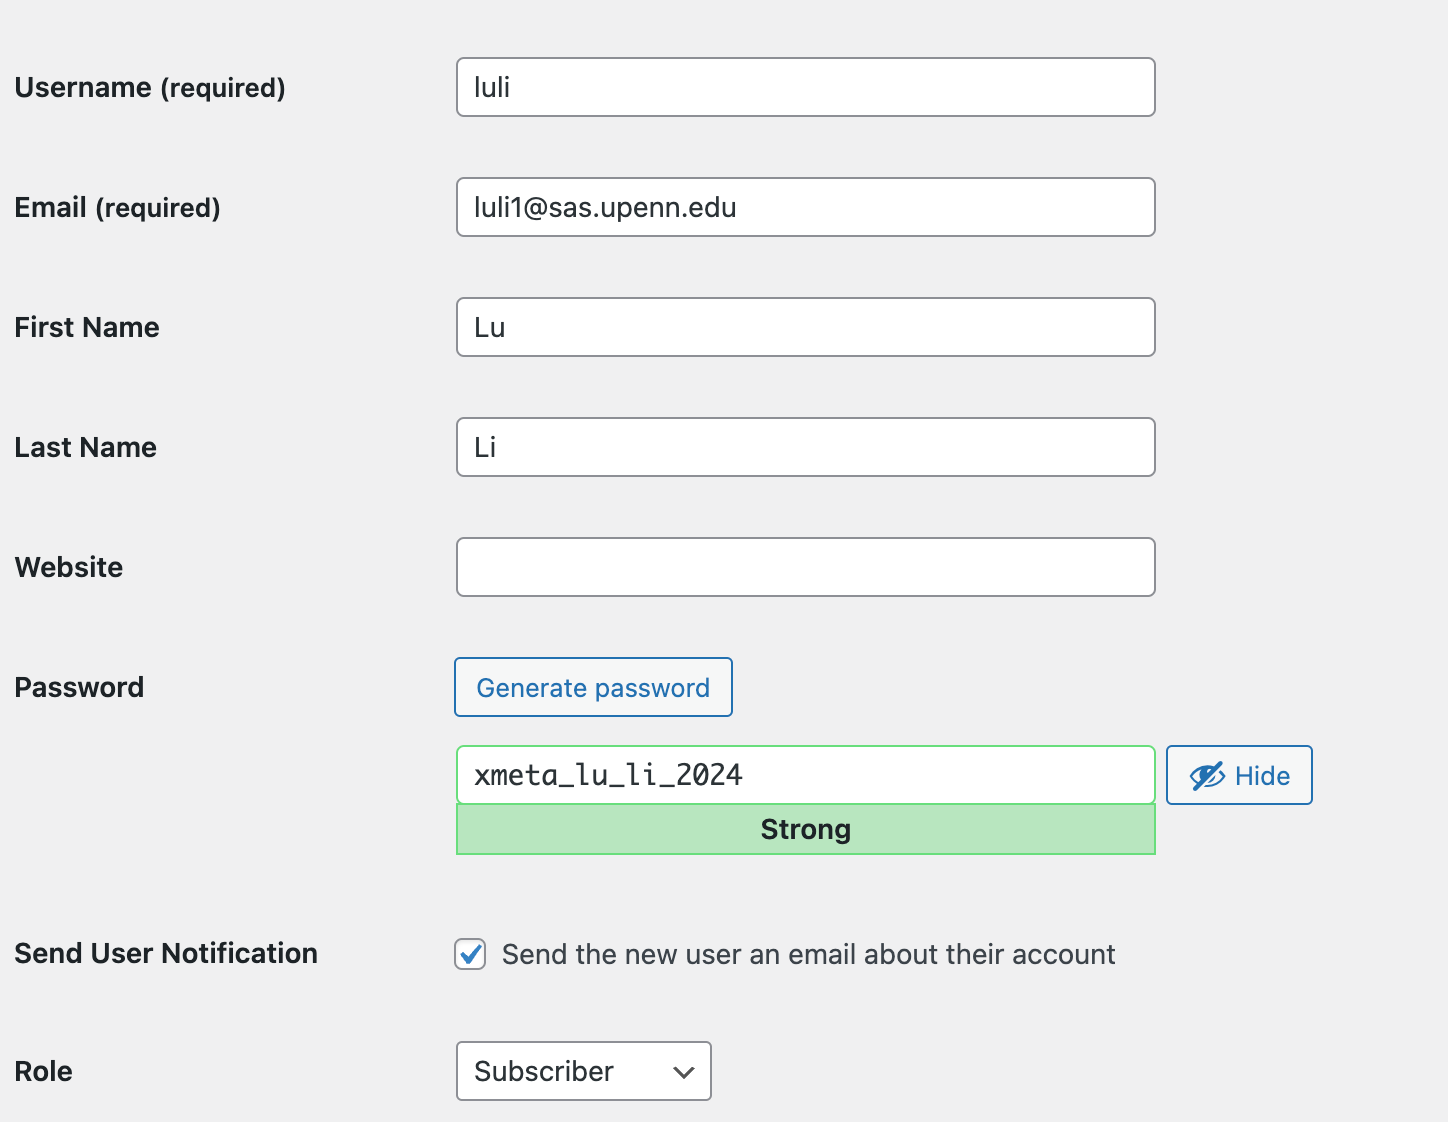 Username (required)
luli
Email (required)
luli1@sas.upenn.edu
First Name
Lu
Last Name
Li
Website
Password
Generate password
xmeta_lu_li_2024
Hide
Strong
Send User Notification
Send the new user an email about their account
Role
Subscriber